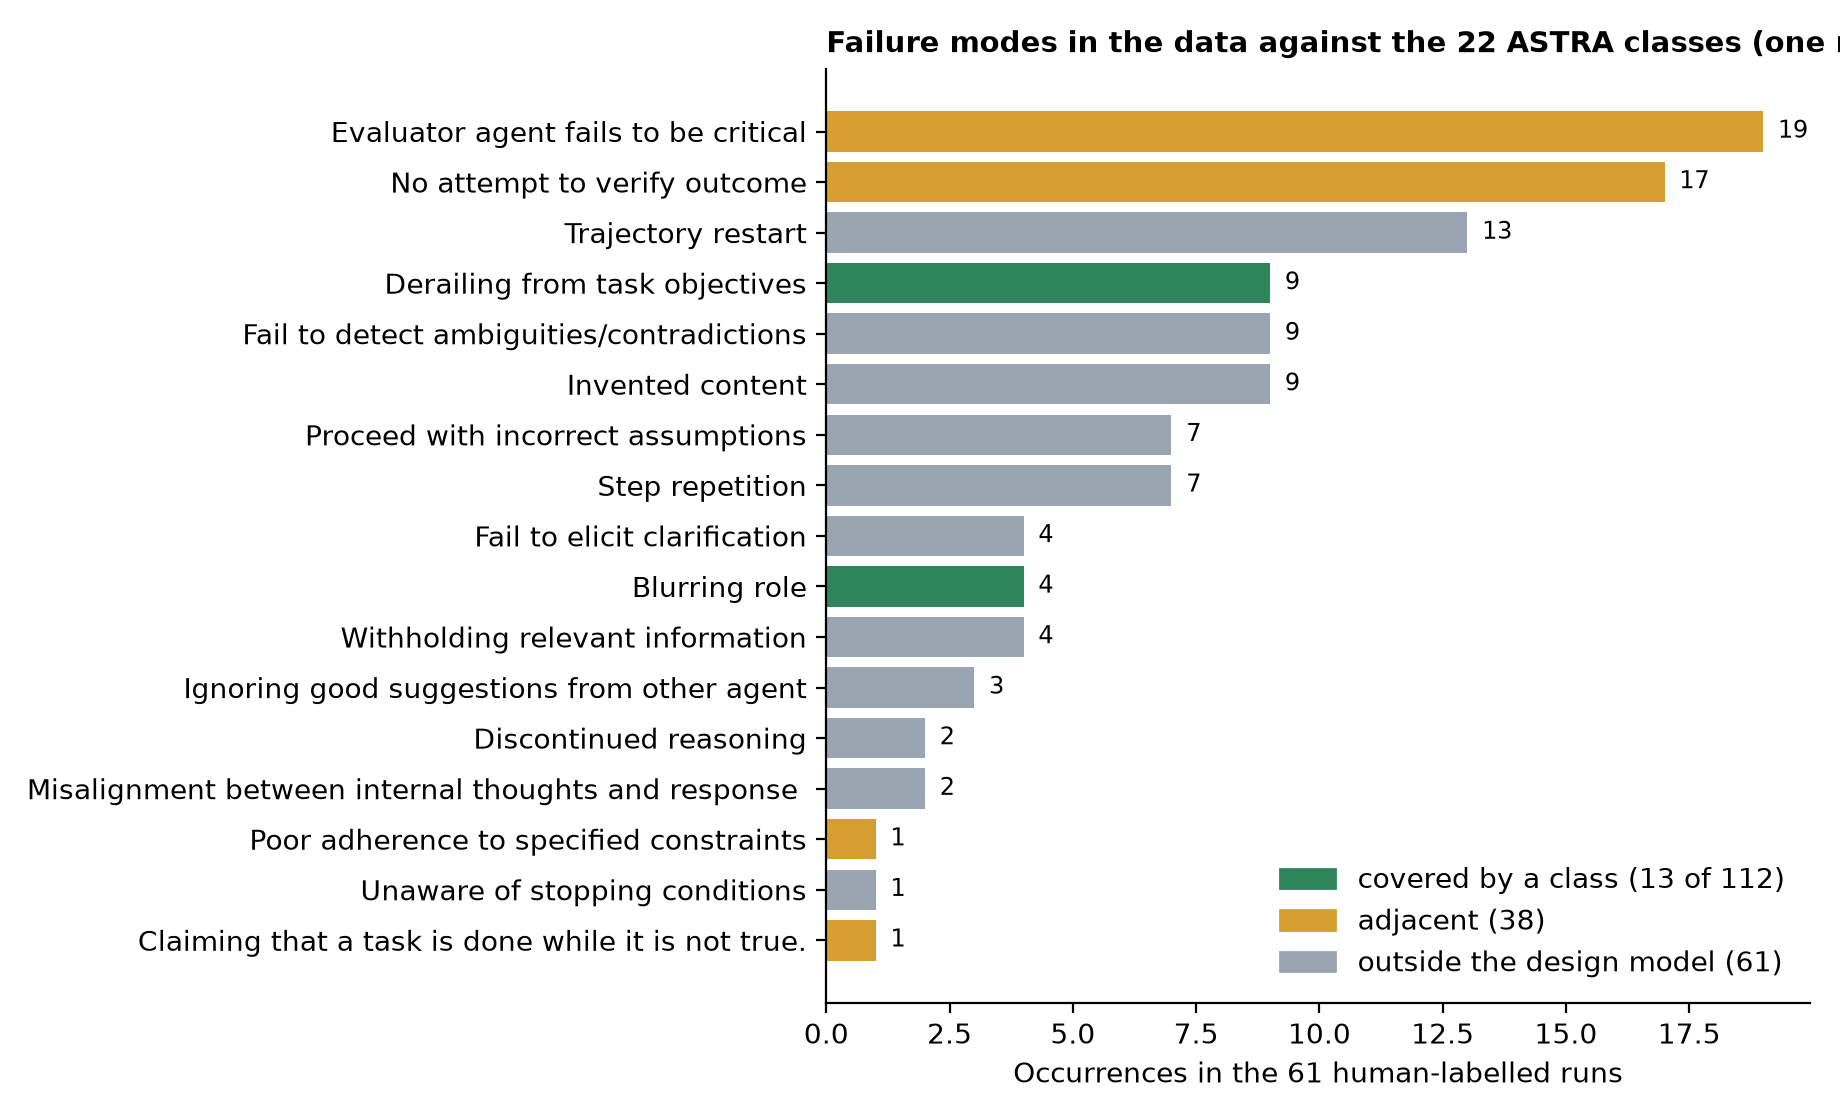 Failure modes in the data against the 22 ASTRA classes (one
Evaluator agent fails to be critical 19
No attempt to verify outcome 17
Trajectory restart 13
Derailing from task objectives 9
Fail to detect ambiguities/contradictions 9
Invented content 9
Proceed with incorrect assumptions 7
Step repetition 7
Fail to elicit clarification 4
Blurring role 4
Withholding relevant information 4
Ignoring good suggestions from other agent 3
Discontinued reasoning 2
Misalignment between internal thoughts and response 2
Poor adherence to specified constraints 1
Unaware of stopping conditions 1
Claiming that a task is done while it is not true. 1
covered by a class (13 of 112)
adjacent (38)
outside the design model (61)
0.0 2.5 5.0 7.5 10.0 12.5 15.0 17.5
Occurrences in the 61 human-labelled runs